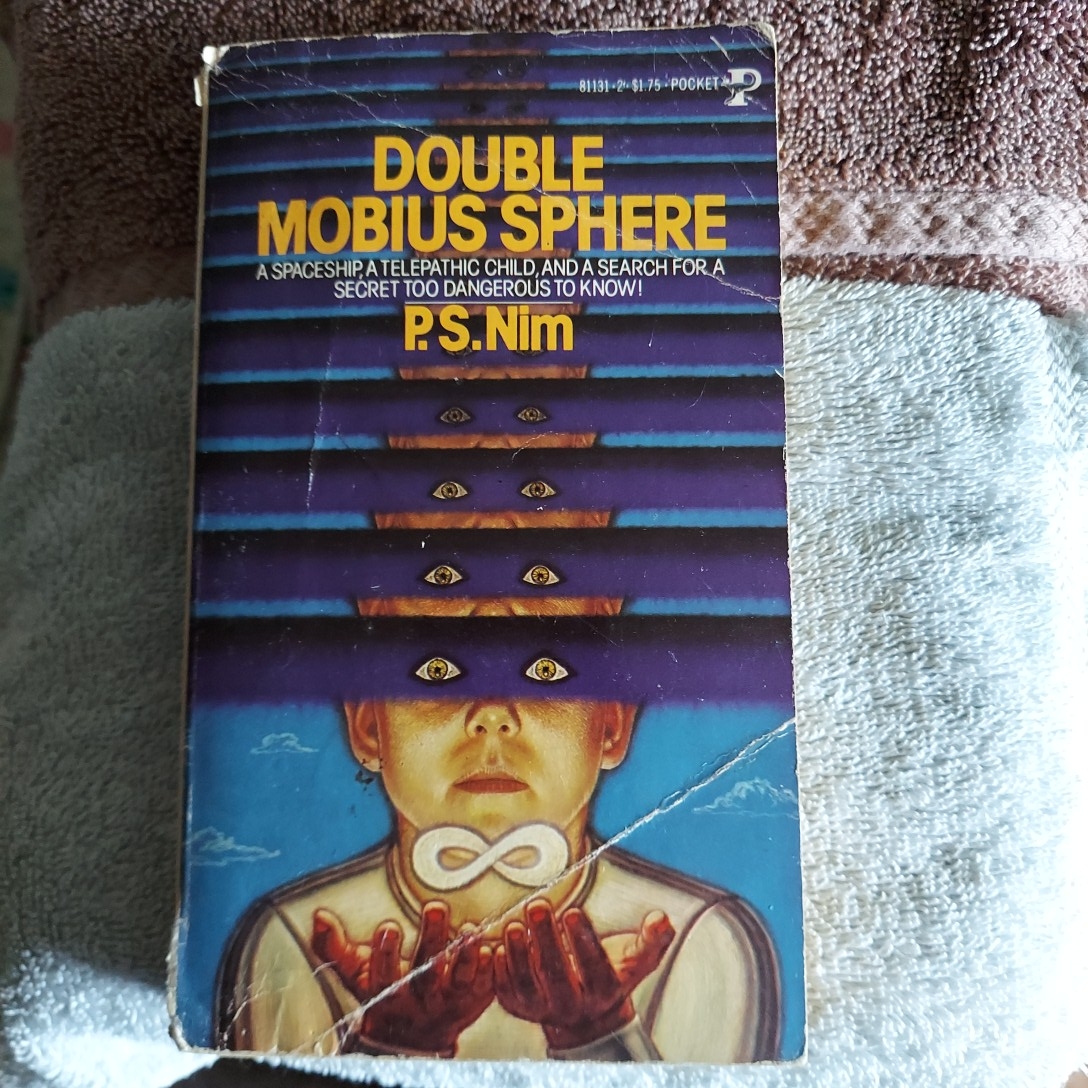 81131·2·$1.75·POCKET
DOUBLE
MOBIUS SPHERE
A SPACESHIP, A TELEPATHIC CHILD, AND A SEARCH FOR A
SECRET TOO DANGEROUS TO KNOW!
P.S.Nim